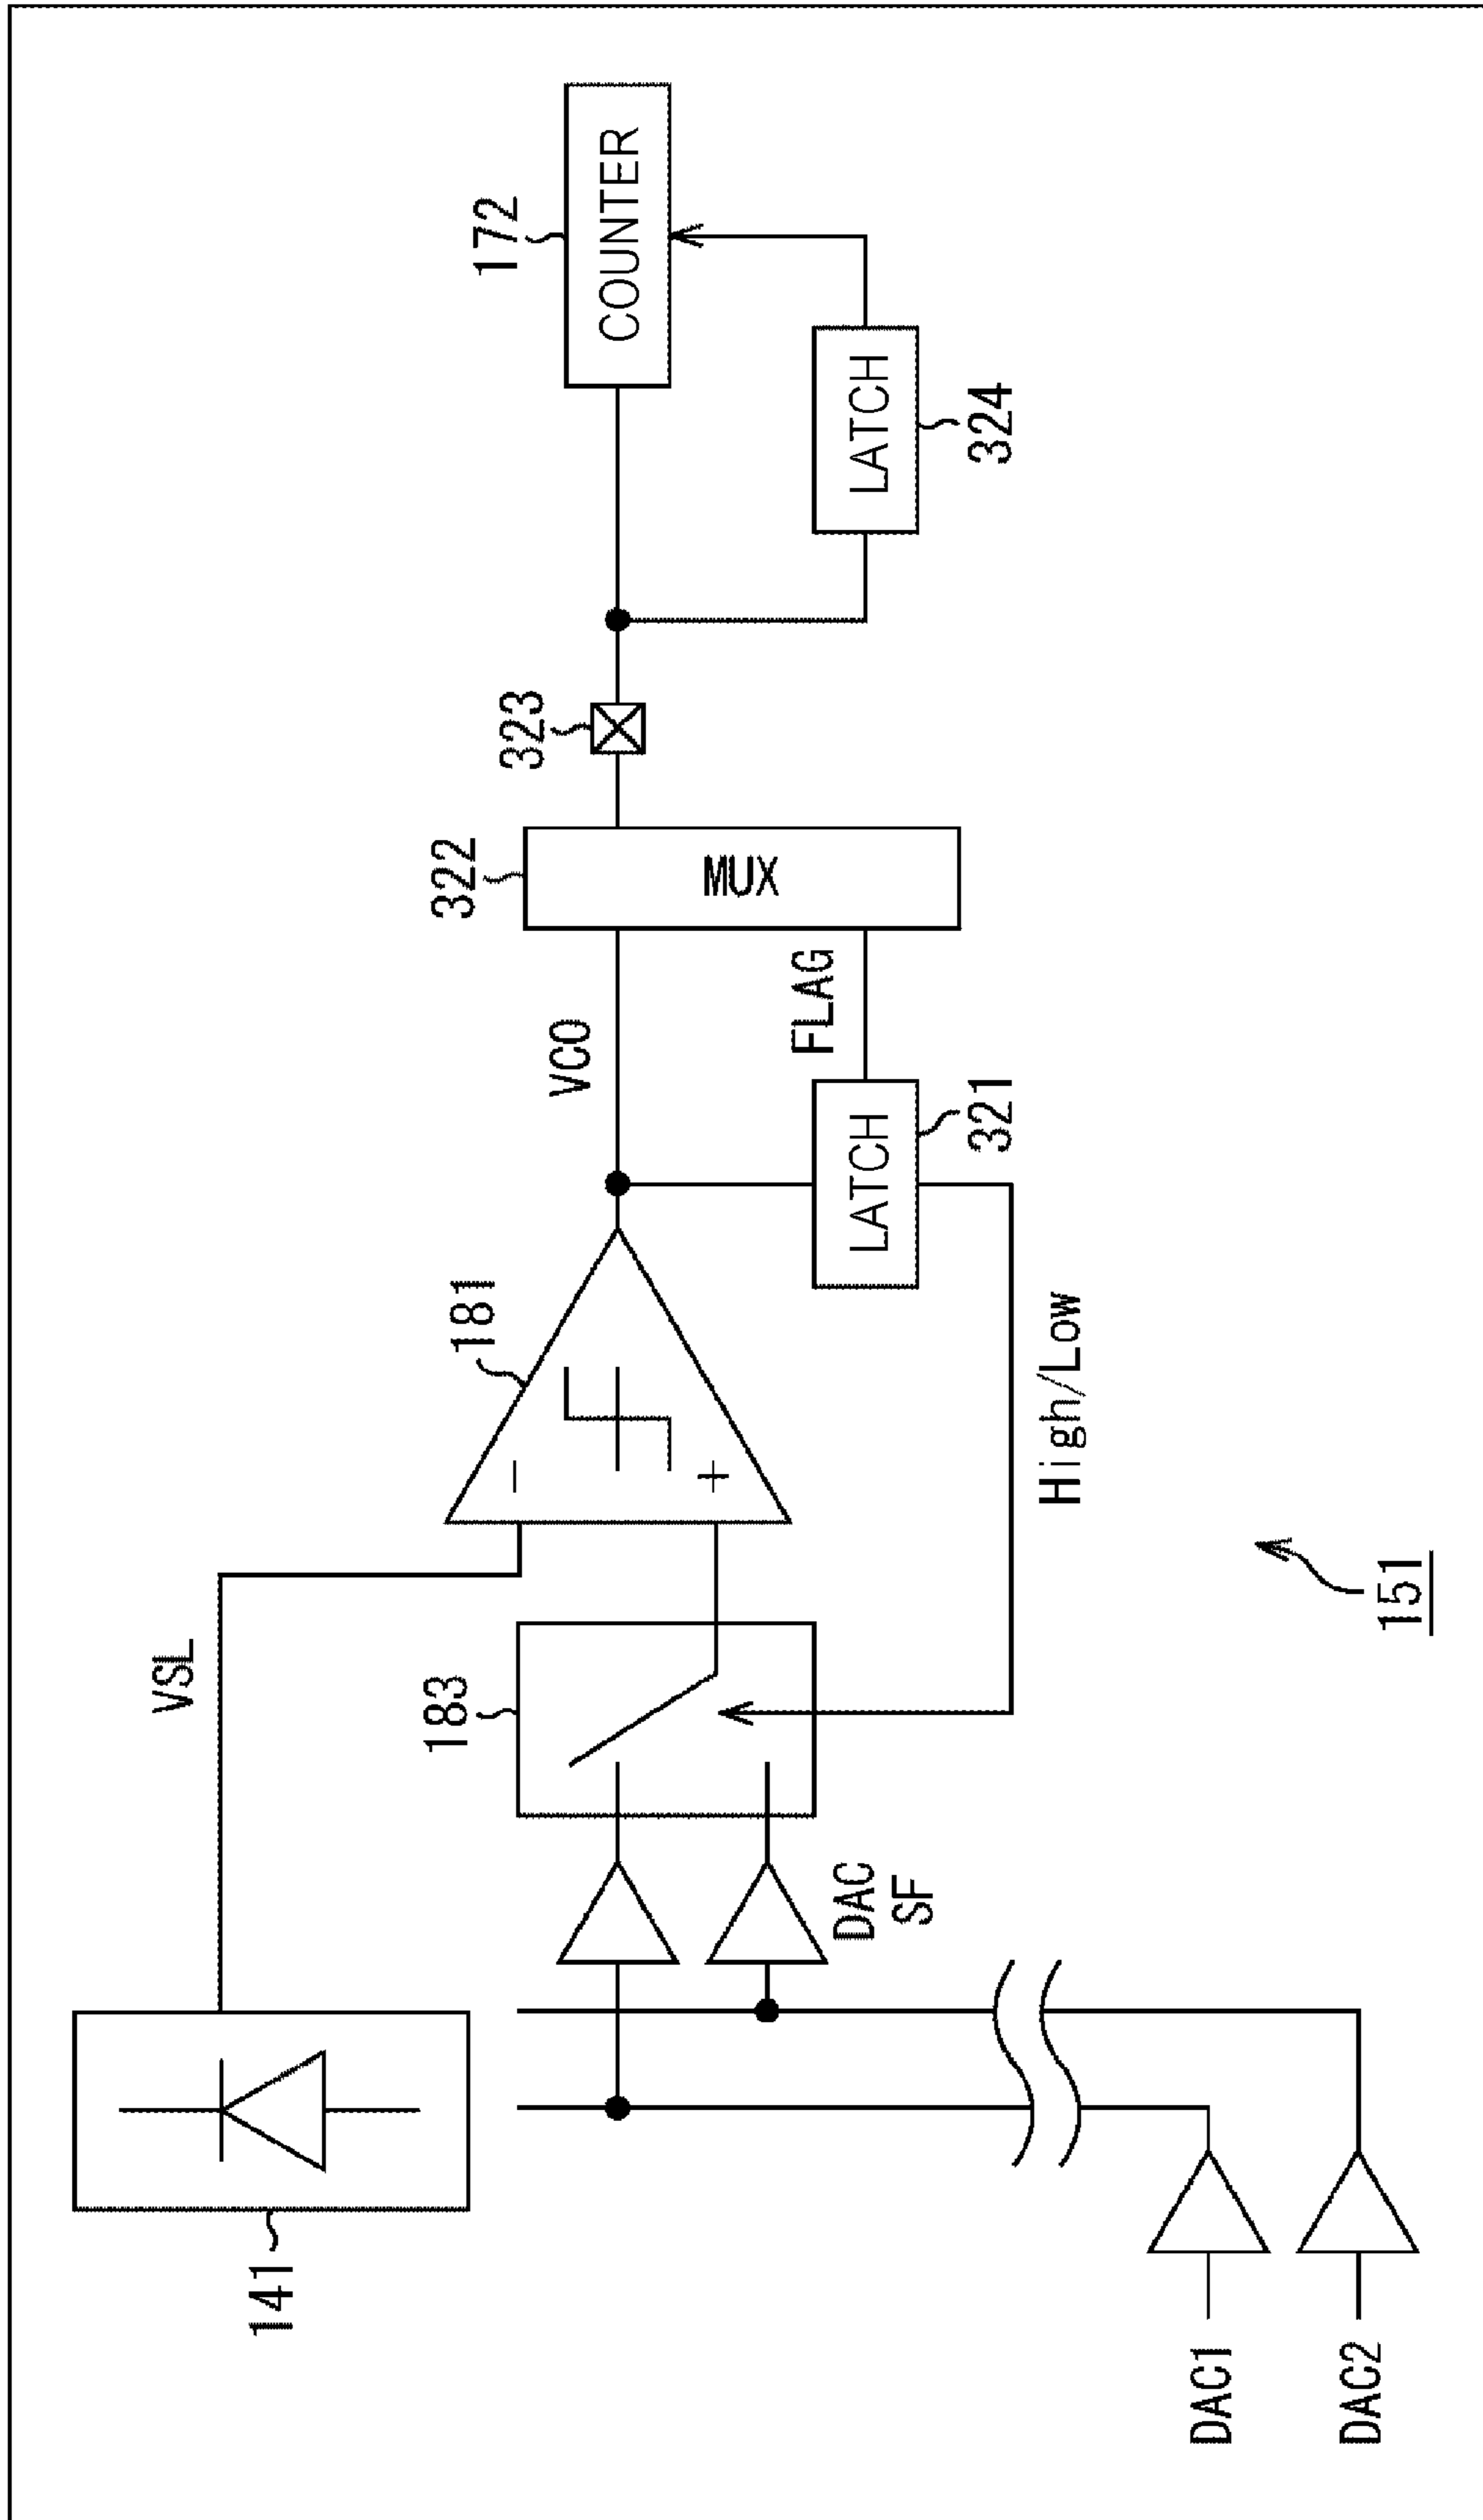 141
VSL
183
181
VCO
322
323
172
COUNTER
MUX
FLAG
LATCH
321
LATCH
324
High/Low
DAC
SF
151
DAC1
DAC2